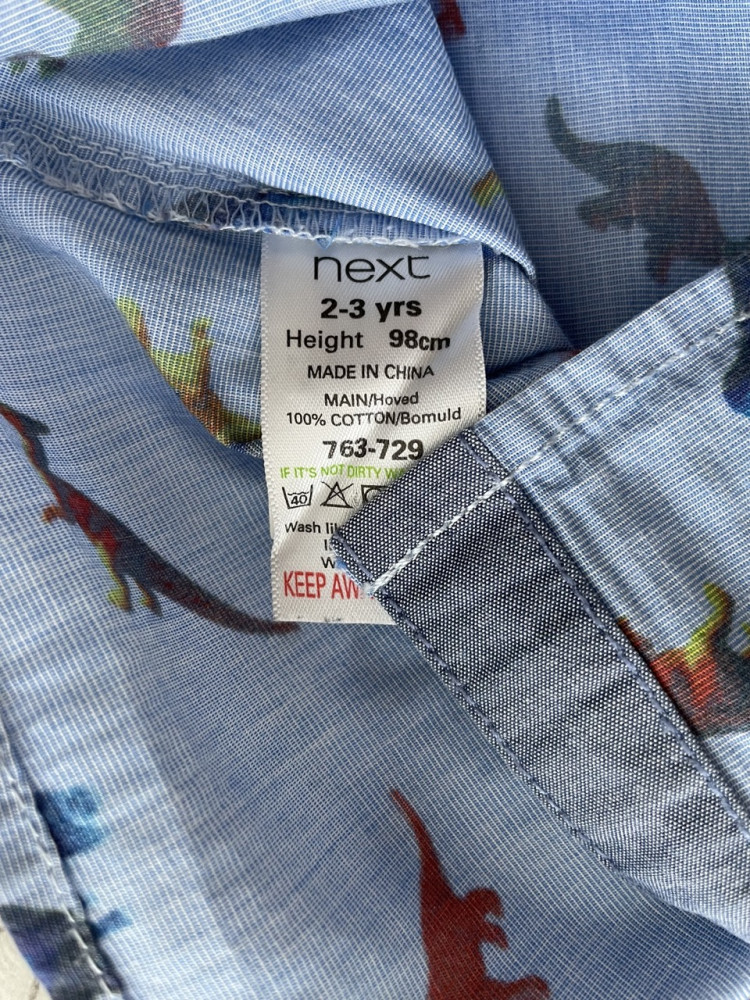 next
2-3 yrs
Height 98cm
MADE IN CHINA
MAIN/Hoved
100% COTTON/Bomuld
763-729
IF IT'S NOT DIRTY
40
Wash
KEEP